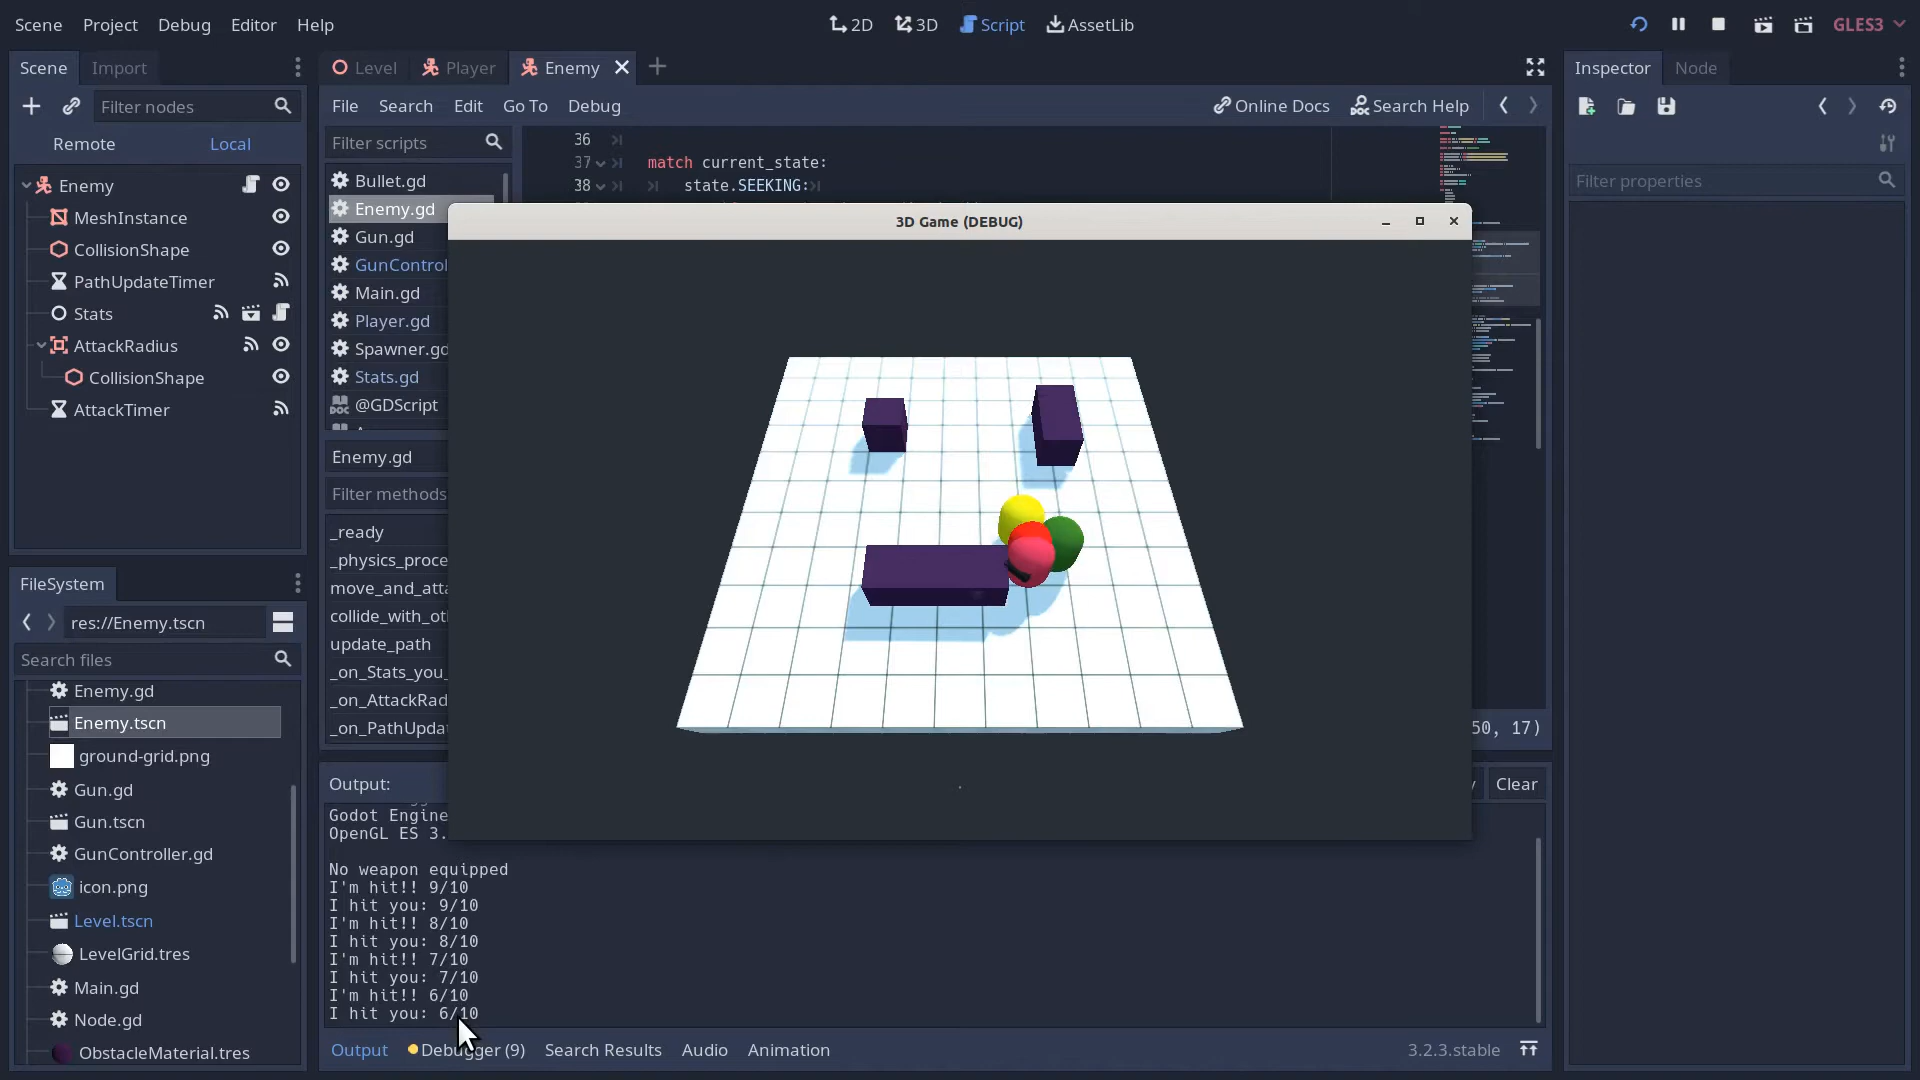 Scene Project Debug Editor Help
2D 3D Script AssetLib
GLES3
Scene Import
Level Player Enemy
Inspector Node
Filter nodes
File Search Edit Go To Debug
Online Docs Search Help
Remote Local
Filter scripts
Filter properties
Enemy
MeshInstance
CollisionShape
PathUpdateTimer
Stats
AttackRadius
CollisionShape
AttackTimer
Bullet.gd
Enemy.gd
Gun.gd
GunControl
Main.gd
Player.gd
Spawner.gd
Stats.gd
@GDScript
36
37 match current_state:
38 state.SEEKING:
3D Game (DEBUG)
Enemy.gd
Filter methods
_ready
_physics_proce
move_and_atta
collide_with_ot
update_path
_on_Stats_you_
_on_AttackRad
_on_PathUpda
50, 17)
FileSystem
res://Enemy.tscn
Search files
Enemy.gd
Enemy.tscn
ground-grid.png
Gun.gd
Gun.tscn
GunController.gd
icon.png
Level.tscn
LevelGrid.tres
Main.gd
Node.gd
ObstacleMaterial.tres
Output:
Clear
Godot Engine
OpenGL ES 3.
No weapon equipped
I'm hit!! 9/10
I hit you: 9/10
I'm hit!! 8/10
I hit you: 8/10
I'm hit!! 7/10
I hit you: 7/10
I'm hit!! 6/10
I hit you: 6/10
Output Debugger (9) Search Results Audio Animation
3.2.3.stable